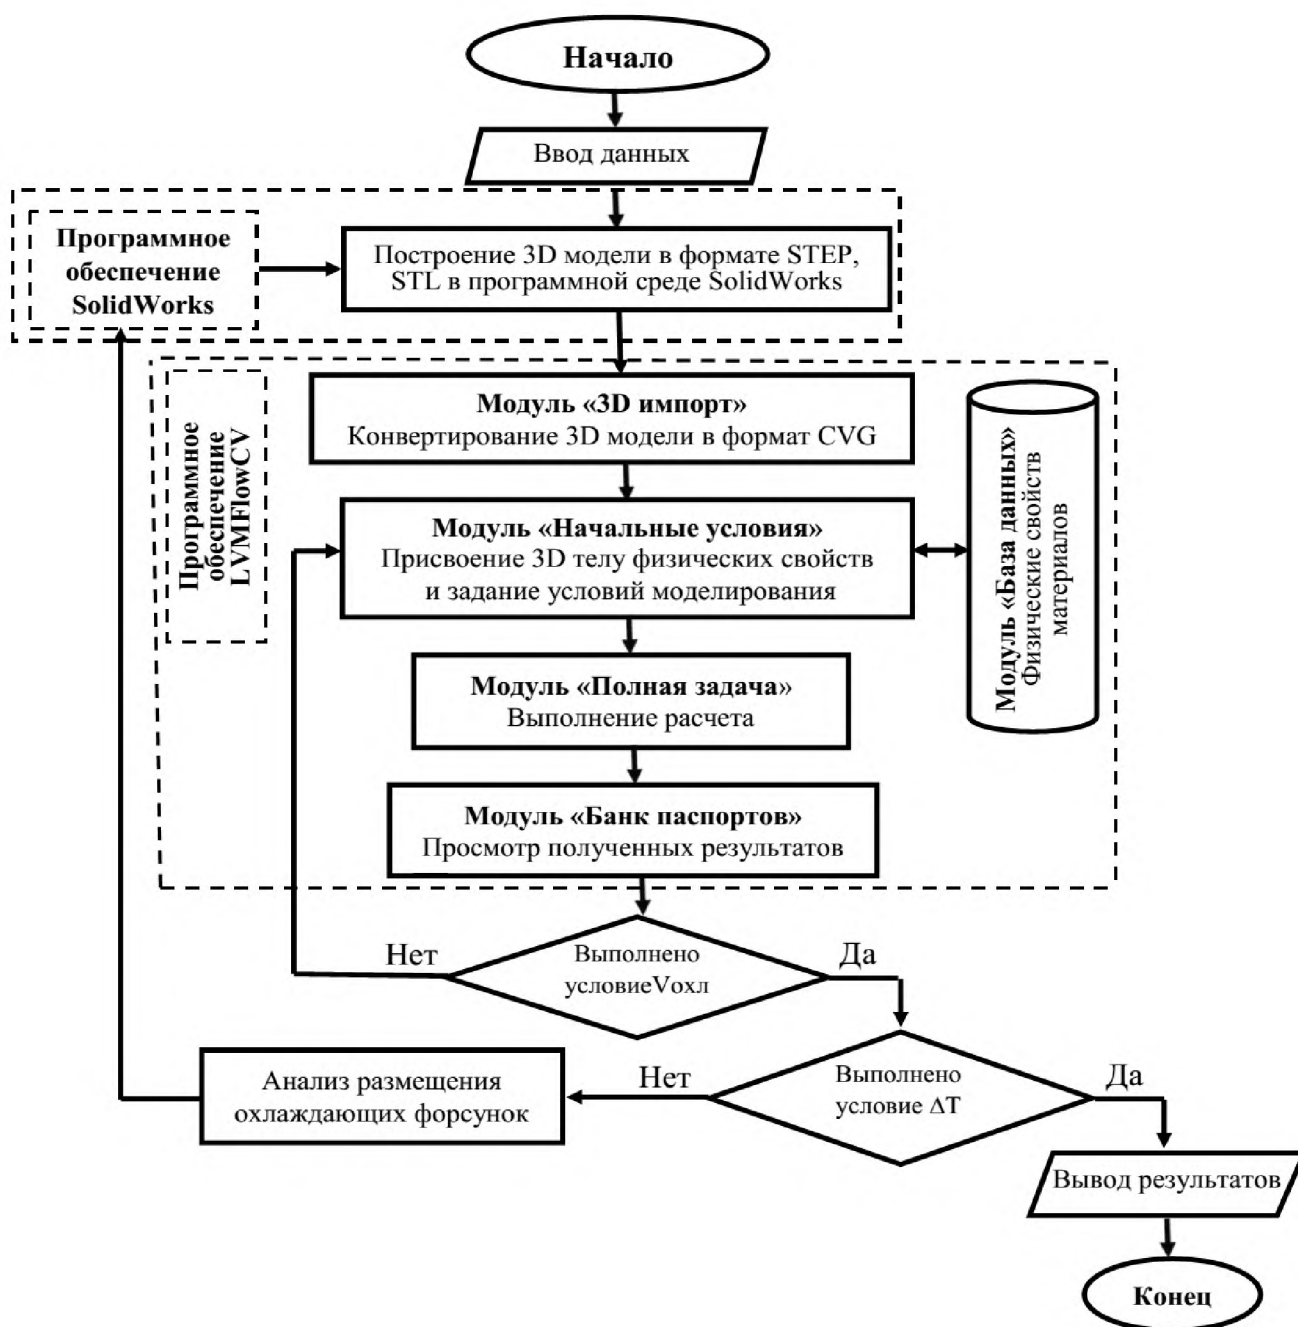 Начало
Ввод данных
Программное
обеспечение
SolidWorks
Построение 3D модели в формате STEP,
STL в программной среде SolidWorks
Программное
обеспечение
LVMFlowCV
Модуль «3D импорт»
Конвертирование 3D модели в формат CVG
Модуль «Начальные условия»
Присвоение 3D телу физических свойств
и задание условий моделирования
Модуль «База данных»
Физические свойств
материалов
Модуль «Полная задача»
Выполнение расчета
Модуль «Банк паспортов»
Просмотр полученных результатов
Нет
Выполнено
условиеVохл
Да
Анализ размещения
охлаждающих форсунок
Нет
Выполнено
условие ΔT
Да
Вывод результатов
Конец